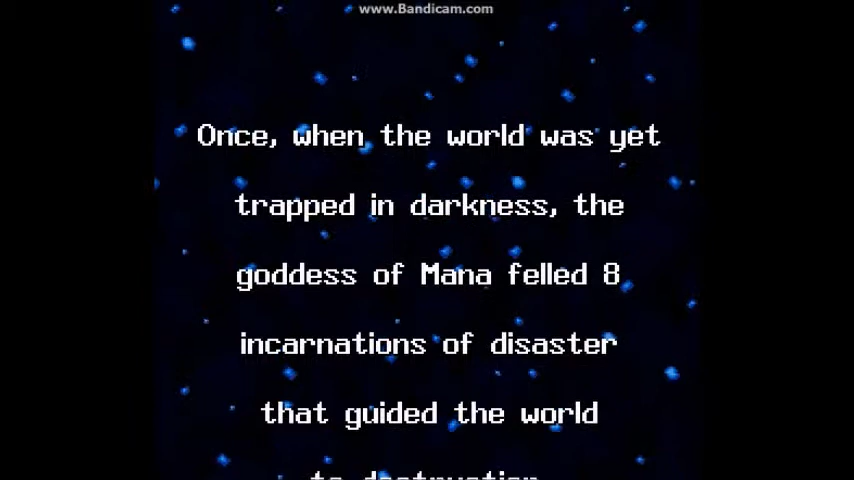 www.Bandicam.com
Once, when the world was yet
trapped in darkness, the
goddess of Mana felled 8
incarnations of disaster
that guided the world
to destruction